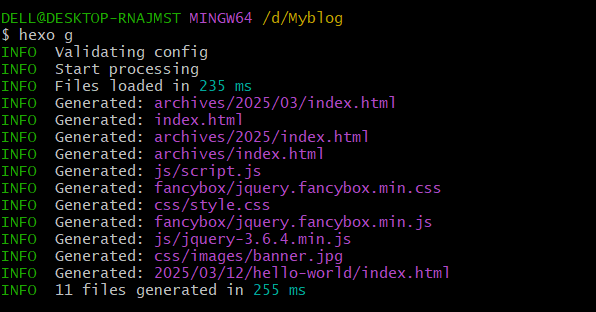 DELL@DESKTOP-RNAJMST MINGW64 /d/Myblog
$ hexo g
INFO  Validating config
INFO  Start processing
INFO  Files loaded in 235 ms
INFO  Generated: archives/2025/03/index.html
INFO  Generated: index.html
INFO  Generated: archives/2025/index.html
INFO  Generated: archives/index.html
INFO  Generated: js/script.js
INFO  Generated: fancybox/jquery.fancybox.min.css
INFO  Generated: css/style.css
INFO  Generated: fancybox/jquery.fancybox.min.js
INFO  Generated: js/jquery-3.6.4.min.js
INFO  Generated: css/images/banner.jpg
INFO  Generated: 2025/03/12/hello-world/index.html
INFO  11 files generated in 255 ms